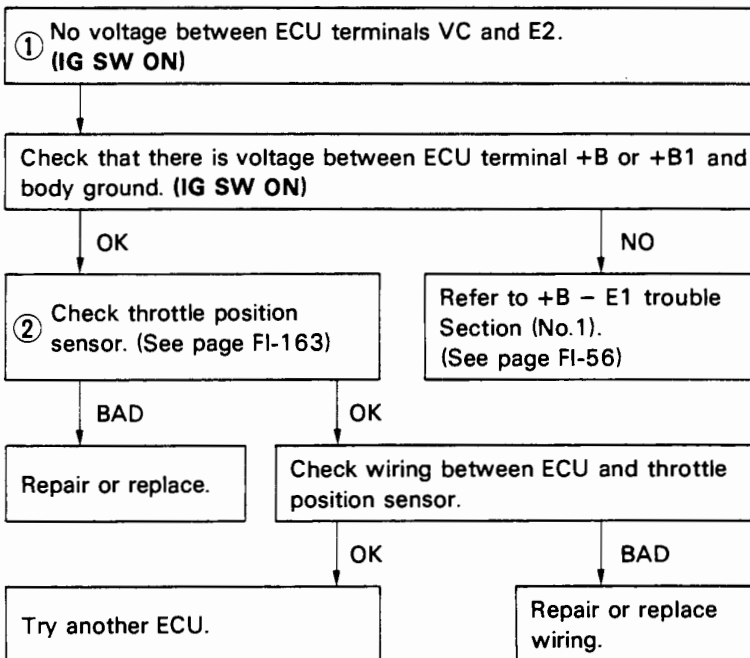 ① No voltage between ECU terminals VC and E2.
(IG SW ON)
Check that there is voltage between ECU terminal +B or +B1 and
body ground. (IG SW ON)
OK
NO
② Check throttle position
sensor. (See page FI-163)
Refer to +B – E1 trouble
Section (No.1).
(See page FI-56)
BAD
OK
Repair or replace.
Check wiring between ECU and throttle
position sensor.
OK
BAD
Try another ECU.
Repair or replace
wiring.